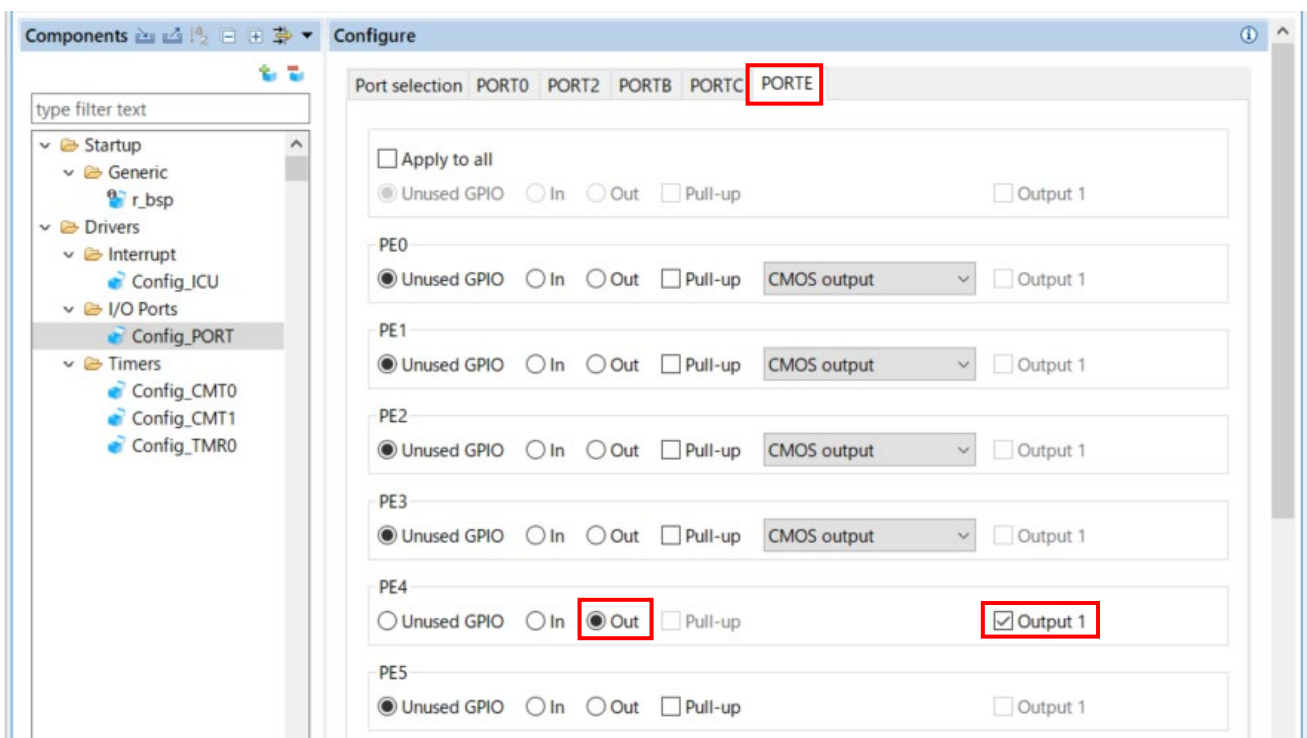 Components
Configure
type filter text
Startup
Generic
r_bsp
Drivers
Interrupt
Config_ICU
I/O Ports
Config_PORT
Timers
Config_CMT0
Config_CMT1
Config_TMR0
Port selection PORT0 PORT2 PORTB PORTC PORTE
Apply to all
Unused GPIO In Out Pull-up Output 1
PE0
Unused GPIO In Out Pull-up CMOS output Output 1
PE1
Unused GPIO In Out Pull-up CMOS output Output 1
PE2
Unused GPIO In Out Pull-up CMOS output Output 1
PE3
Unused GPIO In Out Pull-up CMOS output Output 1
PE4
Unused GPIO In Out Pull-up Output 1
PE5
Unused GPIO In Out Pull-up Output 1